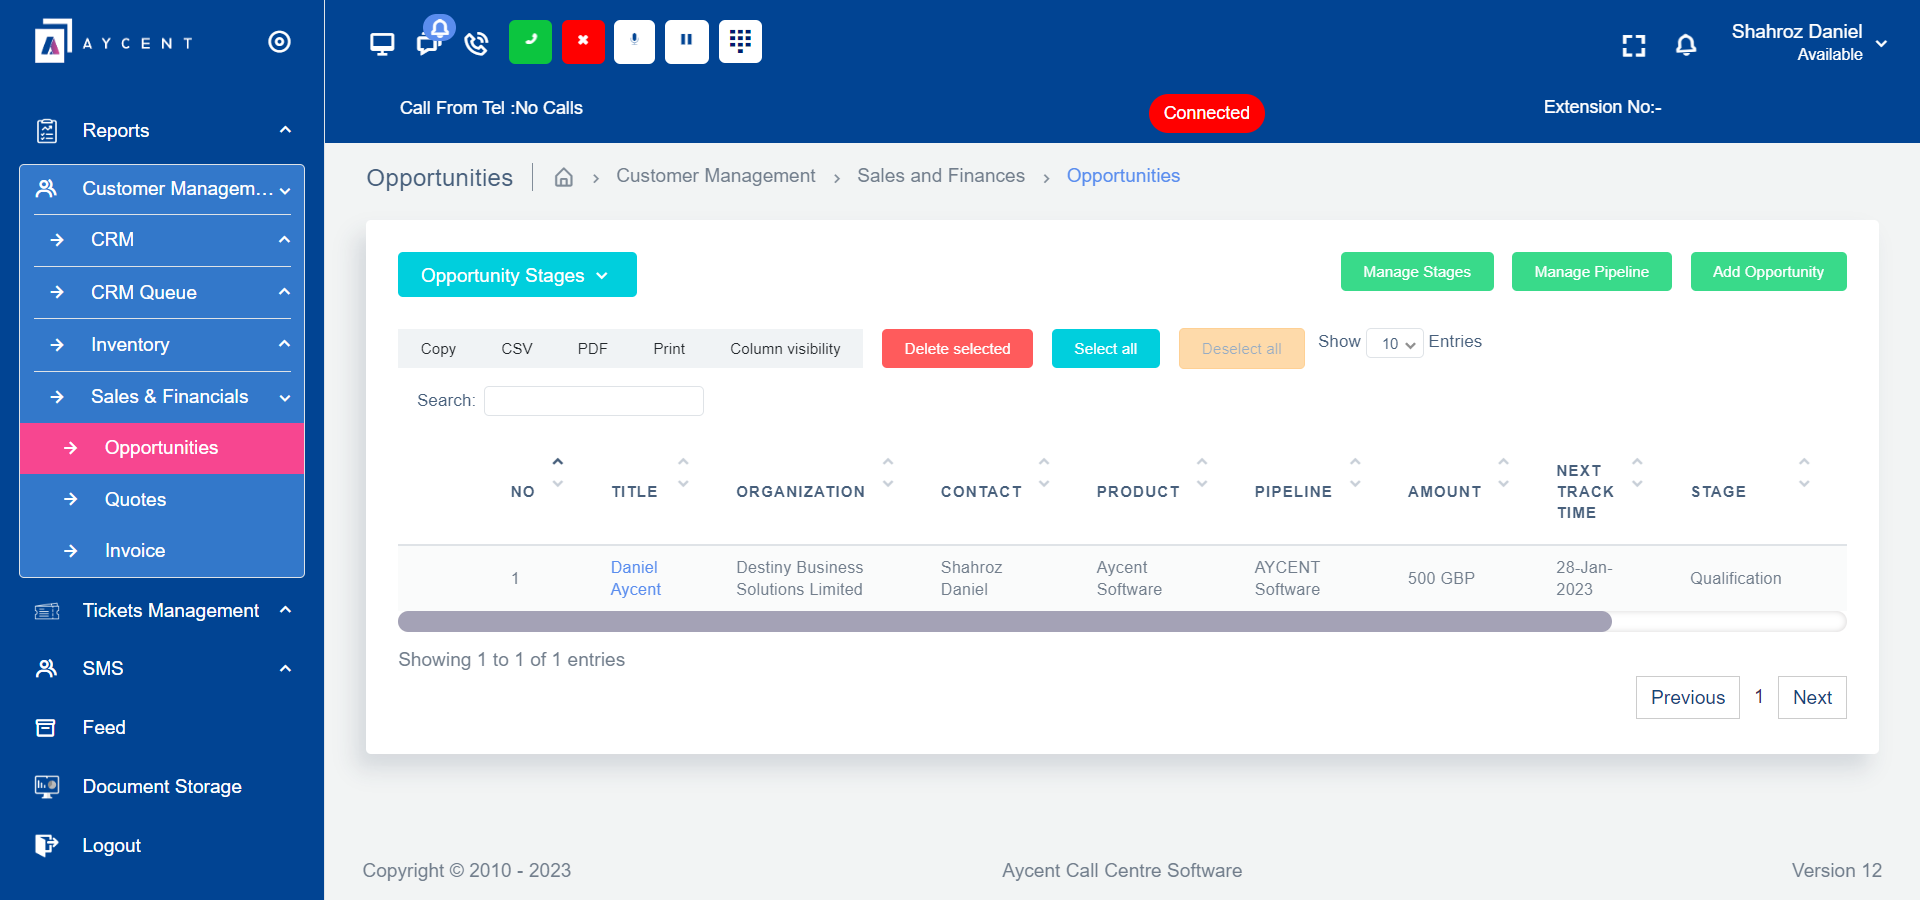 AYCENT
Shahroz Daniel
Available
Call From Tel :No Calls
Connected
Extension No:-
Reports
Customer Managem...
CRM
CRM Queue
Inventory
Sales & Financials
Opportunities
Quotes
Invoice
Tickets Management
SMS
Feed
Document Storage
Logout
Opportunities
Customer Management
Sales and Finances
Opportunities
Opportunity Stages
Manage Stages
Manage Pipeline
Add Opportunity
Copy CSV PDF Print Column visibility
Delete selected
Select all
Deselect all
Show 10 Entries
Search:
NO TITLE ORGANIZATION CONTACT PRODUCT PIPELINE AMOUNT NEXT TRACK TIME STAGE
1 Daniel Aycent Destiny Business Solutions Limited Shahroz Daniel Aycent Software AYCENT Software 500 GBP 28-Jan-2023 Qualification
Showing 1 to 1 of 1 entries
Previous 1 Next
Copyright © 2010 - 2023
Aycent Call Centre Software
Version 12